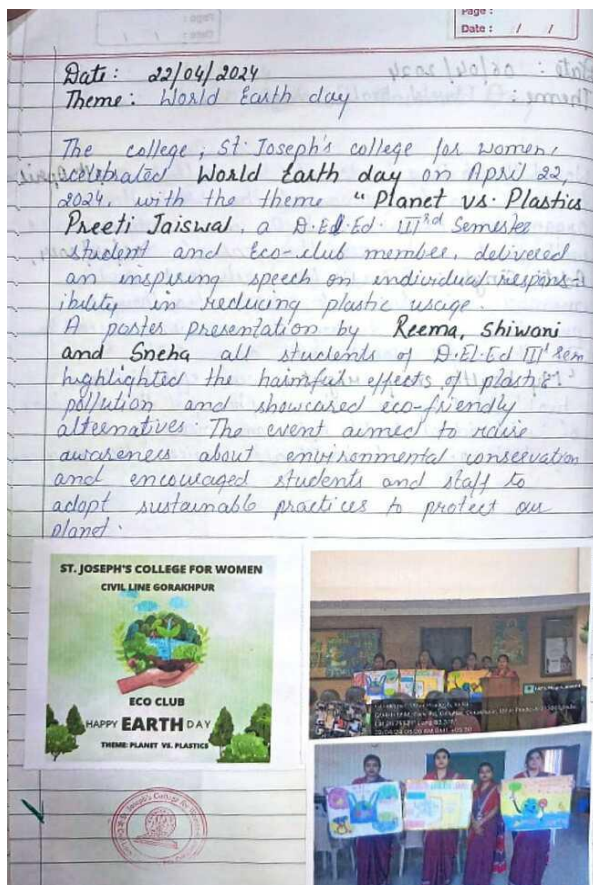 Page :
Date : / /
Date : 22/04/2024
Theme : World Earth day
The college, St. Joseph's college for women,
celebrated World Earth day on April 22,
2024, with the theme "Planet vs. Plastics
Preeti Jaiswal, a D.El.Ed. IIIrd Semester
student and Eco-club member, delivered
an inspiring speech on individual respons-
ibility in reducing plastic usage.
A poster presentation by Reema, Shiwani
and Sneha all students of D.El.Ed IIIrd Sem
highlighted the harmful effects of plastic
pollution and showcased eco-friendly
alternatives. The event aimed to raise
awareness about environmental conservation
and encouraged students and staff to
adopt sustainable practices to protect our
planet.
ST. JOSEPH'S COLLEGE FOR WOMEN
CIVIL LINE GORAKHPUR
ECO CLUB
HAPPY EARTH DAY
THEME: PLANET VS. PLASTICS
Joseph's College for Women